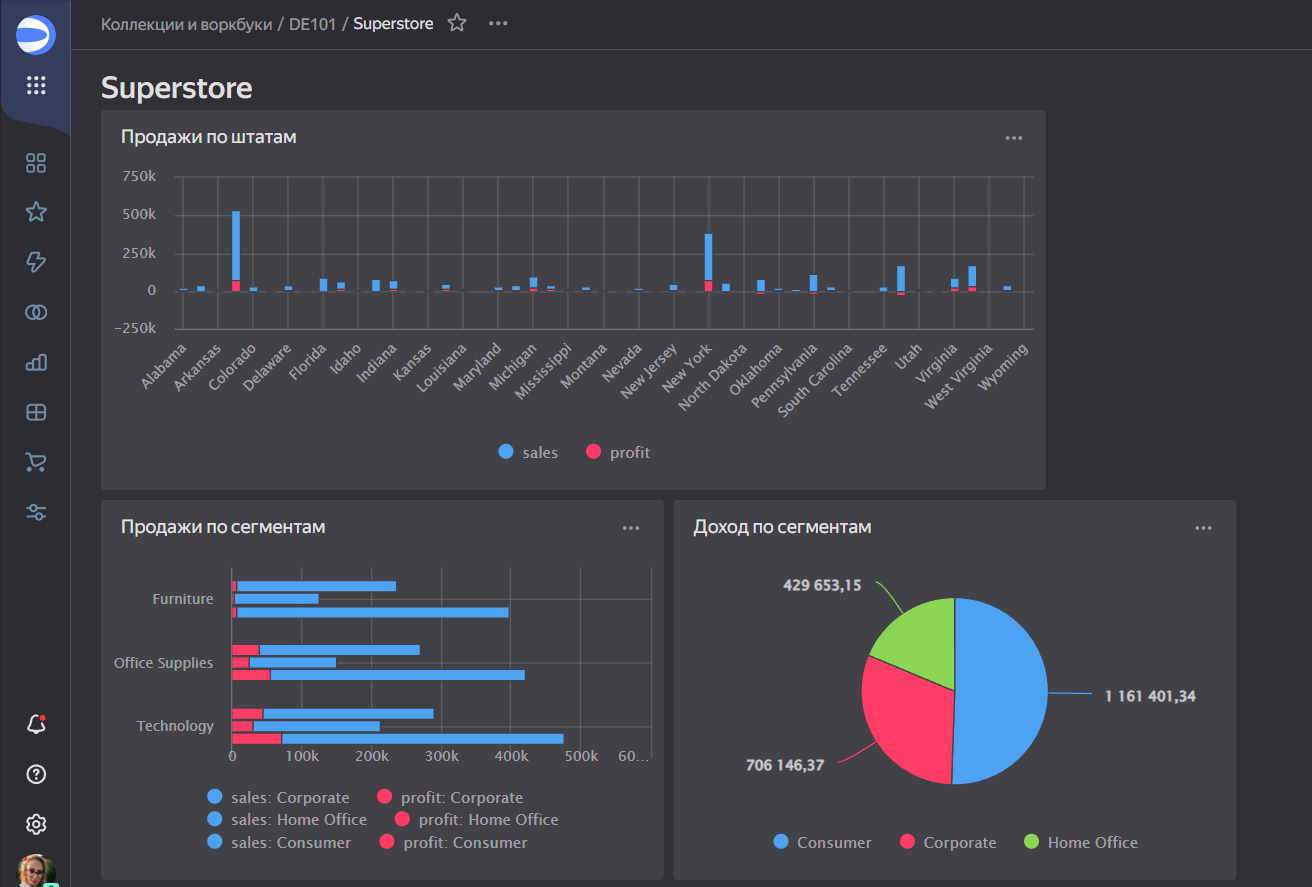 Коллекции и воркбуки / DE101 / Superstore
Superstore
Продажи по штатам
750k
500k
250k
0
−250k
Alabama
Arkansas
Colorado
Delaware
Florida
Idaho
Indiana
Kansas
Louisiana
Maryland
Michigan
Mississippi
Montana
Nevada
New Jersey
New York
North Dakota
Oklahoma
Pennsylvania
South Carolina
Tennessee
Utah
Virginia
West Virginia
Wyoming
sales profit
Продажи по сегментам
Furniture
Office Supplies
Technology
0 100k 200k 300k 400k 500k 60...
sales: Corporate profit: Corporate
sales: Home Office profit: Home Office
sales: Consumer profit: Consumer
Доход по сегментам
429 653,15
1 161 401,34
706 146,37
Consumer Corporate Home Office